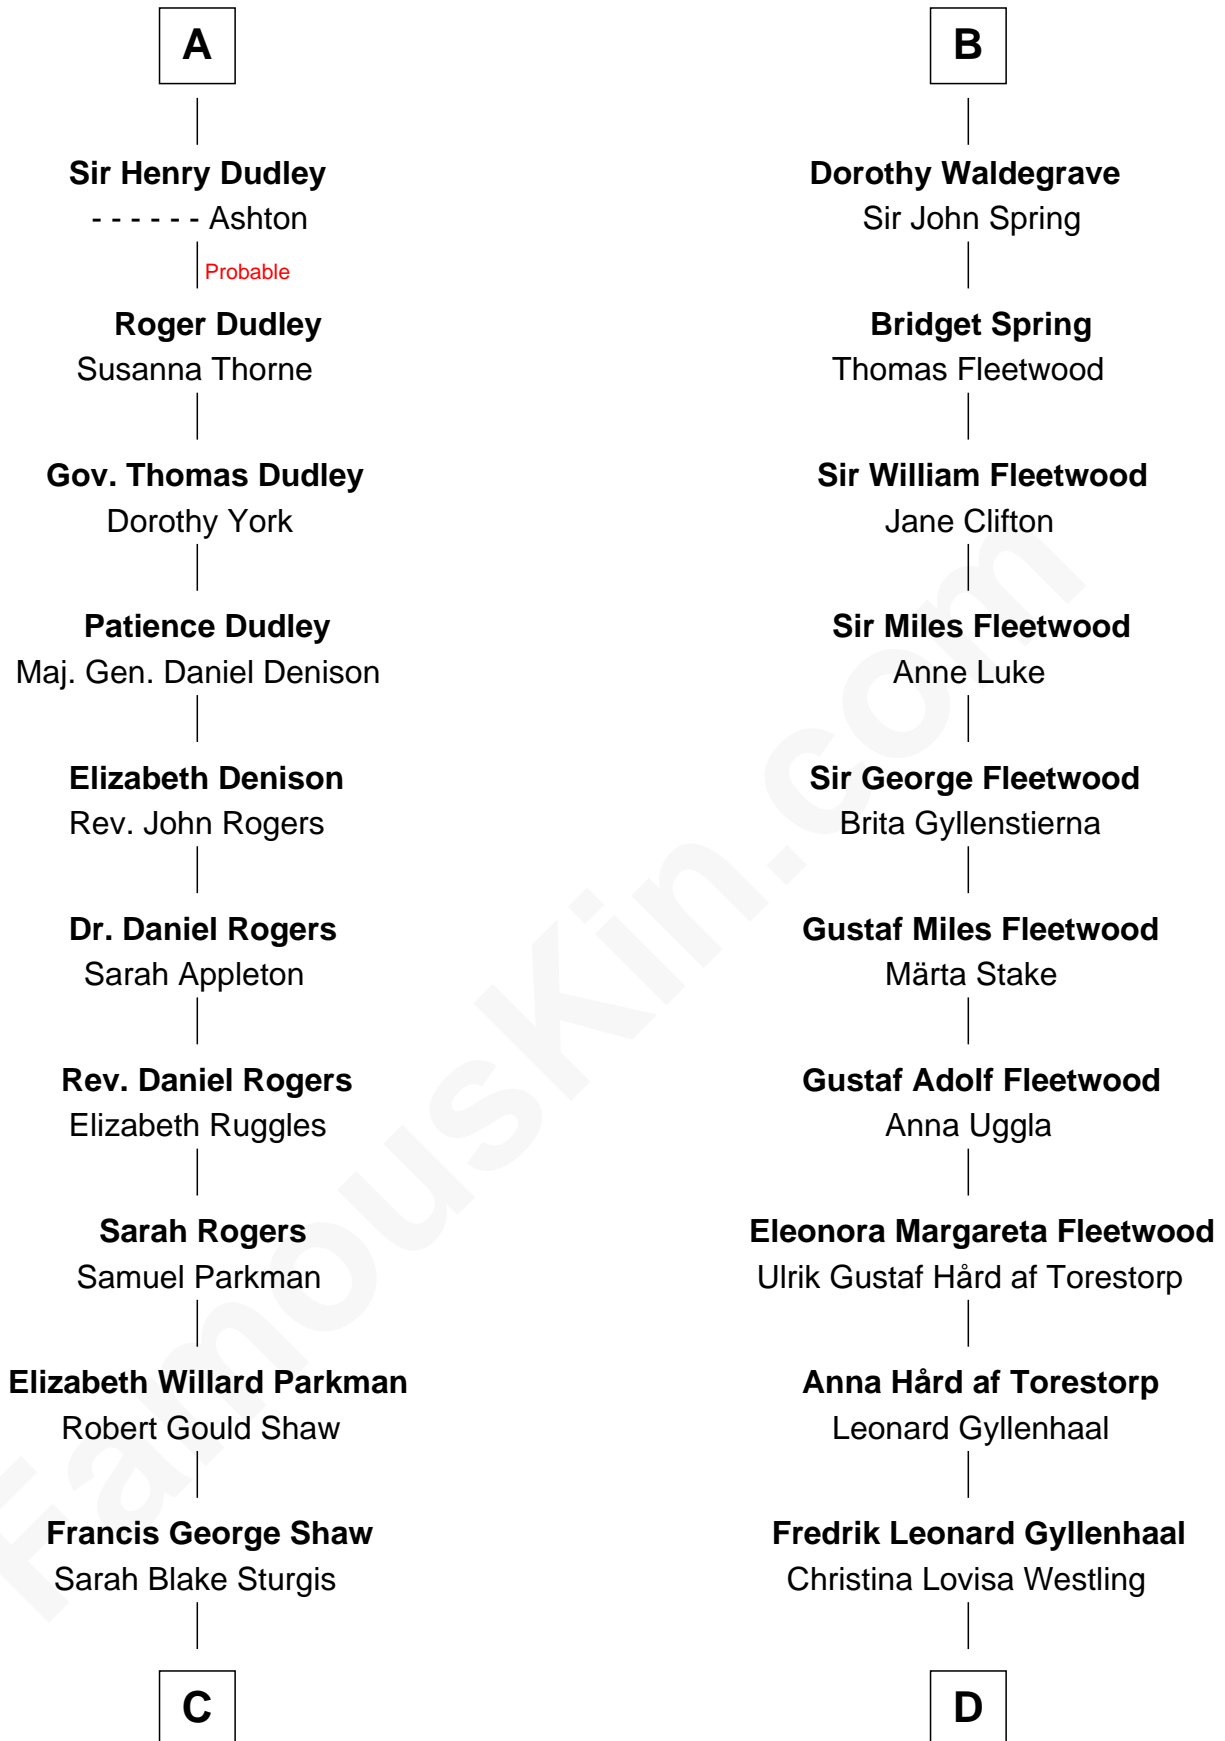 A
Sir Henry Dudley
- - - - - - Ashton
Probable
Roger Dudley
Susanna Thorne
Gov. Thomas Dudley
Dorothy York
Patience Dudley
Maj. Gen. Daniel Denison
Elizabeth Denison
Rev. John Rogers
Dr. Daniel Rogers
Sarah Appleton
Rev. Daniel Rogers
Elizabeth Ruggles
Sarah Rogers
Samuel Parkman
Elizabeth Willard Parkman
Robert Gould Shaw
Francis George Shaw
Sarah Blake Sturgis
C
B
Dorothy Waldegrave
Sir John Spring
Bridget Spring
Thomas Fleetwood
Sir William Fleetwood
Jane Clifton
Sir Miles Fleetwood
Anne Luke
Sir George Fleetwood
Brita Gyllenstierna
Gustaf Miles Fleetwood
Märta Stake
Gustaf Adolf Fleetwood
Anna Uggla
Eleonora Margareta Fleetwood
Ulrik Gustaf Hård af Torestorp
Anna Hård af Torestorp
Leonard Gyllenhaal
Fredrik Leonard Gyllenhaal
Christina Lovisa Westling
D
FamousKin.com